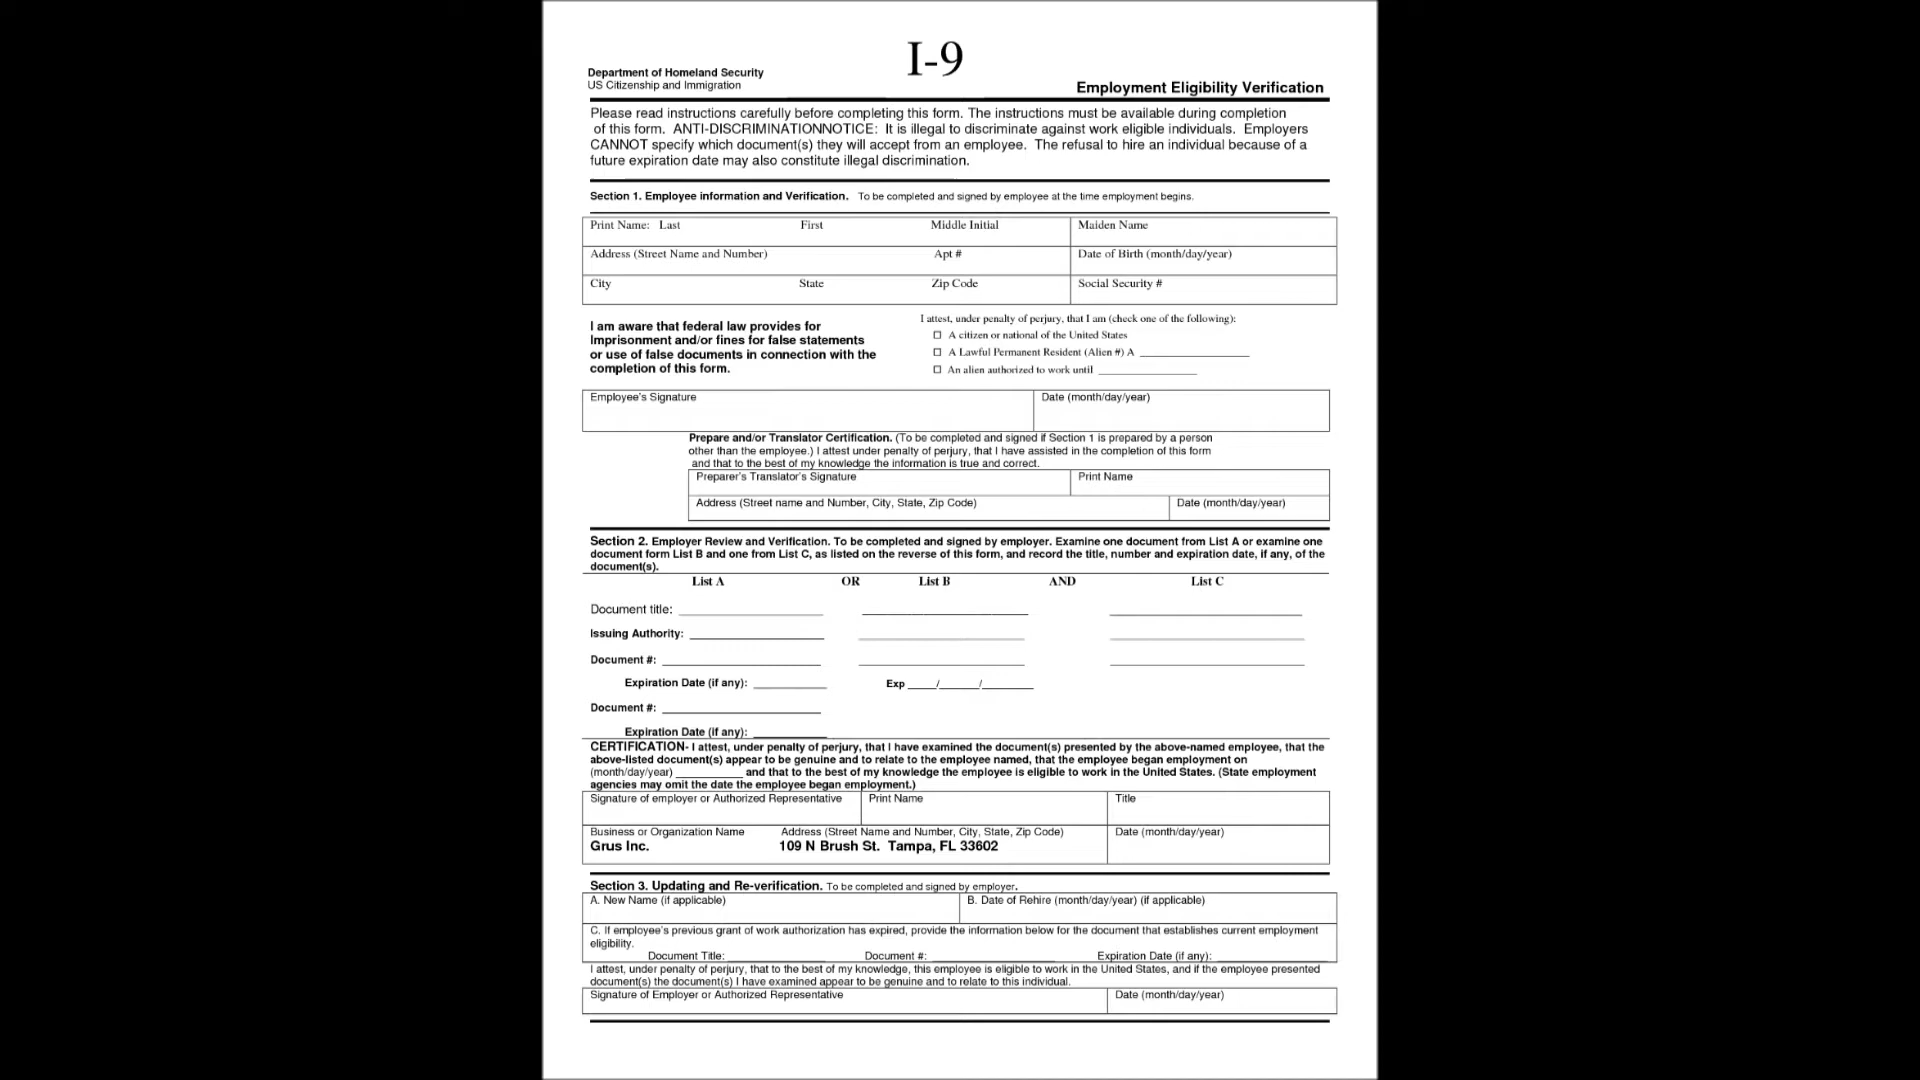 I-9
Department of Homeland Security
US Citizenship and Immigration
Employment Eligibility Verification
Please read instructions carefully before completing this form. The instructions must be available during completion
of this form. ANTI-DISCRIMINATIONNOTICE: It is illegal to discriminate against work eligible individuals. Employers
CANNOT specify which document(s) they will accept from an employee. The refusal to hire an individual because of a
future expiration date may also constitute illegal discrimination.
Section 1. Employee information and Verification. To be completed and signed by employee at the time employment begins.
Print Name: Last First Middle Initial Maiden Name
Address (Street Name and Number) Apt # Date of Birth (month/day/year)
City State Zip Code Social Security #
I am aware that federal law provides for
Imprisonment and/or fines for false statements
or use of false documents in connection with the
completion of this form.
I attest, under penalty of perjury, that I am (check one of the following):
☐ A citizen or national of the United States
☐ A Lawful Permanent Resident (Alien #) A ____________________
☐ An alien authorized to work until __________________
Employee's Signature Date (month/day/year)
Prepare and/or Translator Certification. (To be completed and signed if Section 1 is prepared by a person
other than the employee.) I attest under penalty of perjury, that I have assisted in the completion of this form
and that to the best of my knowledge the information is true and correct.
Preparer's Translator's Signature Print Name
Address (Street name and Number, City, State, Zip Code) Date (month/day/year)
Section 2. Employer Review and Verification. To be completed and signed by employer. Examine one document from List A or examine one
document form List B and one from List C, as listed on the reverse of this form, and record the title, number and expiration date, if any, of the
document(s).
List A OR List B AND List C
Document title: ____________________ ____________________ ____________________
Issuing Authority: ____________________ ____________________ ____________________
Document #: ____________________ ____________________ ____________________
Expiration Date (if any): ___________ Exp ____/______/________
Document #: ____________________
Expiration Date (if any): ___________
CERTIFICATION- I attest, under penalty of perjury, that I have examined the document(s) presented by the above-named employee, that the
above-listed document(s) appear to be genuine and to relate to the employee named, that the employee began employment on
(month/day/year) ___________ and that to the best of my knowledge the employee is eligible to work in the United States. (State employment
agencies may omit the date the employee began employment.)
Signature of employer or Authorized Representative Print Name Title
Business or Organization Name Address (Street Name and Number, City, State, Zip Code) Date (month/day/year)
Grus Inc. 109 N Brush St. Tampa, FL 33602
Section 3. Updating and Re-verification. To be completed and signed by employer.
A. New Name (if applicable) B. Date of Rehire (month/day/year) (if applicable)
C. If employee's previous grant of work authorization has expired, provide the information below for the document that establishes current employment
eligibility.
Document Title: ________________ Document #: ____________________ Expiration Date (if any): ____________________
I attest, under penalty of perjury, that to the best of my knowledge, this employee is eligible to work in the United States, and if the employee presented
document(s) the document(s) I have examined appear to be genuine and to relate to this individual.
Signature of Employer or Authorized Representative Date (month/day/year)